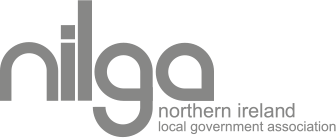 nilga
northern ireland
local government association